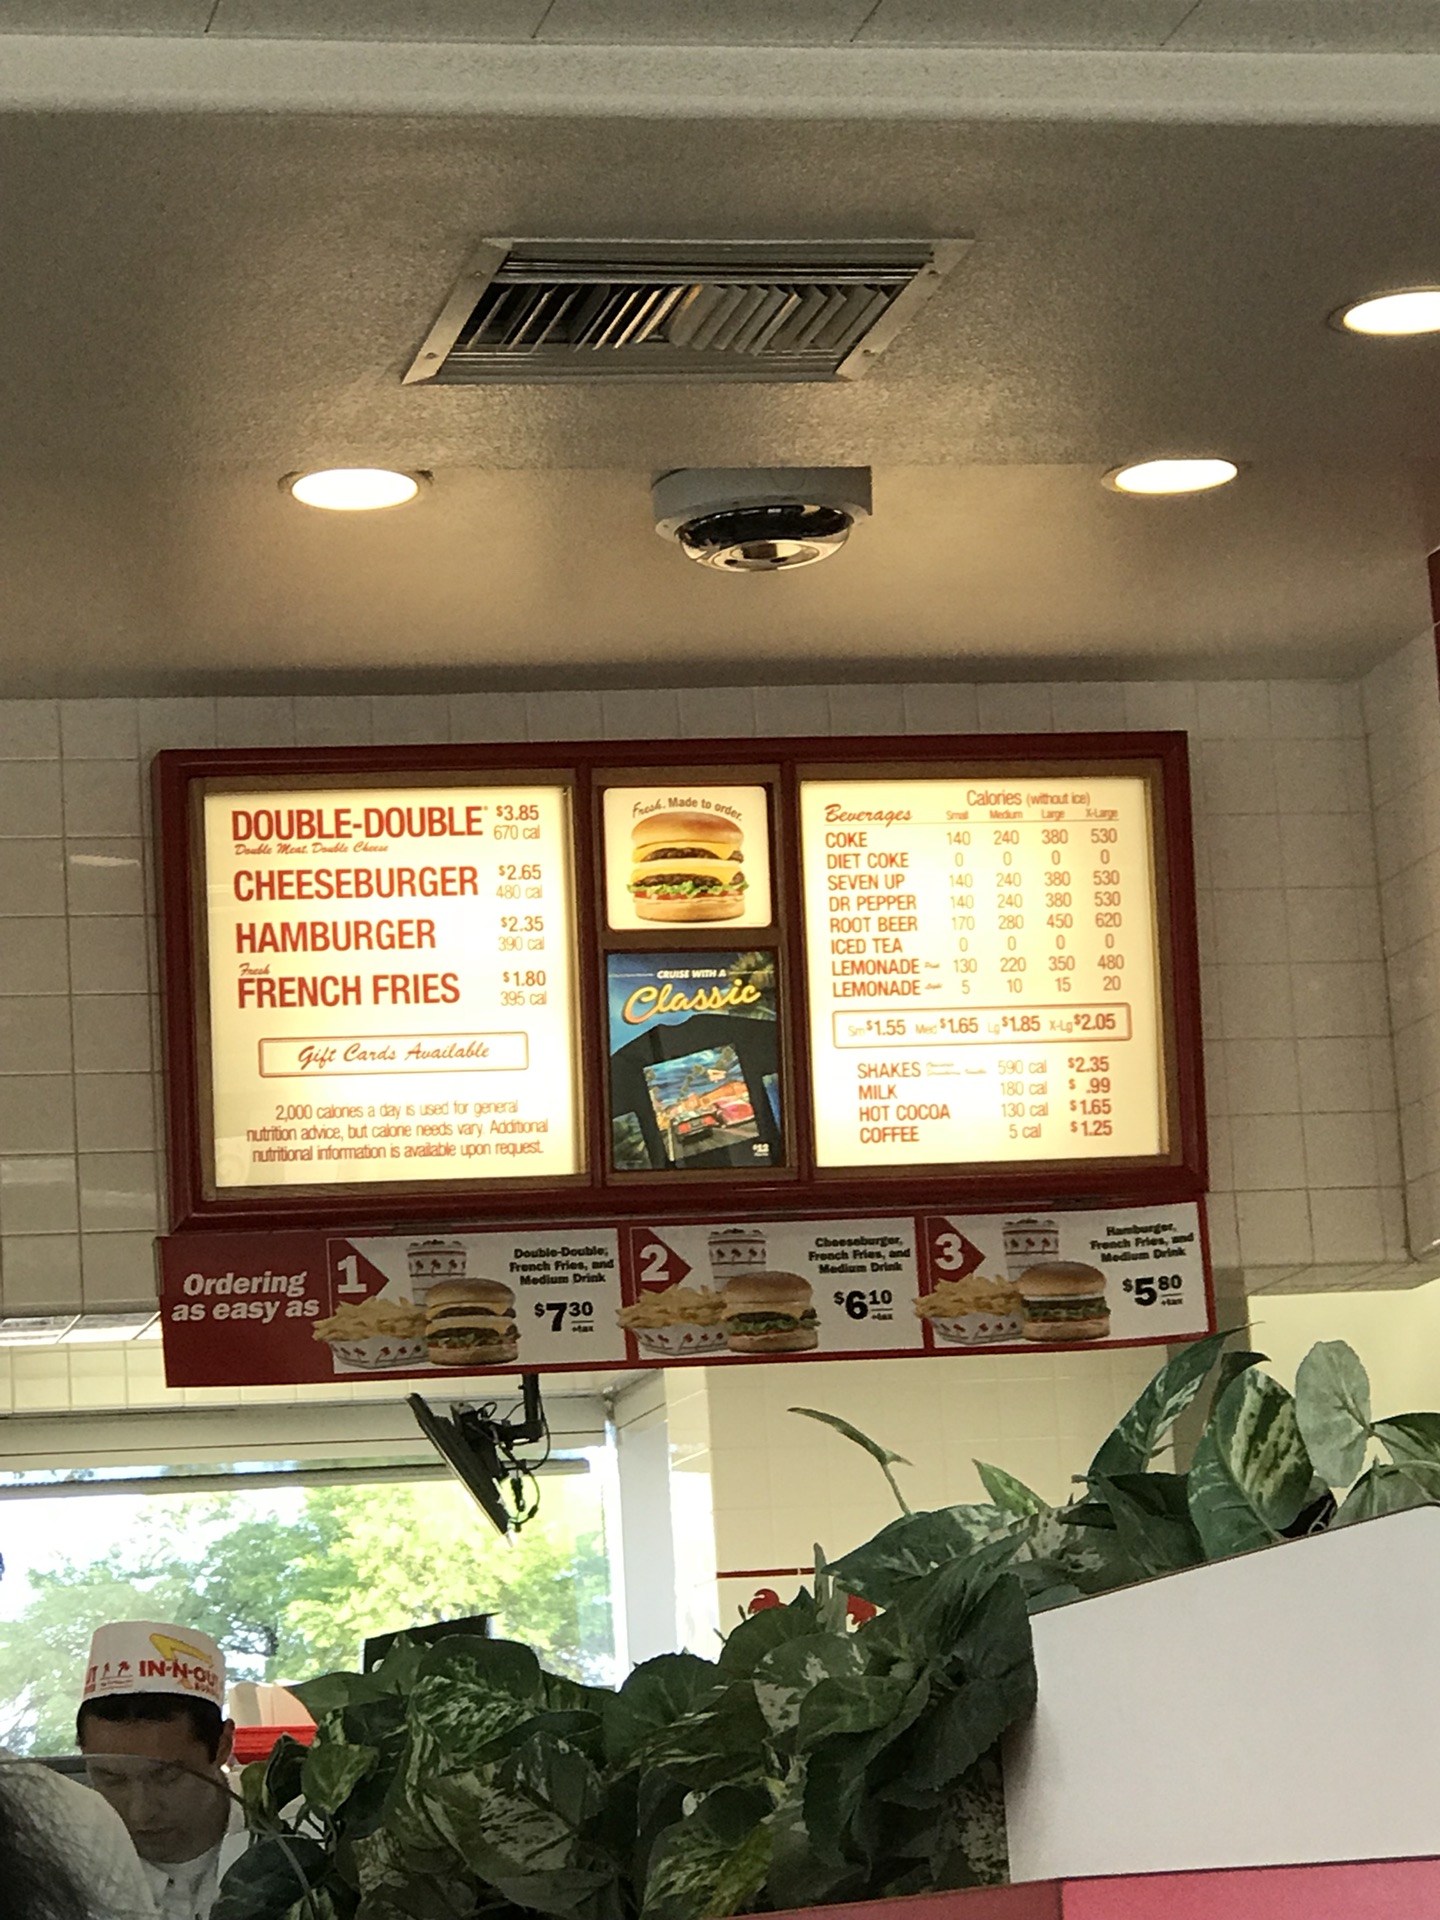 DOUBLE-DOUBLE $3.85
670 cal
Double Meat Double Cheese
CHEESEBURGER $2.65
480 cal
HAMBURGER $2.35
390 cal
Fresh
FRENCH FRIES $1.80
395 cal
Gift Cards Available
2,000 calories a day is used for general
nutrition advice, but calorie needs vary. Additional
nutritional information is available upon request.
Fresh. Made to order.
CRUISE WITH A
Classic
$12
Calories (without ice)
Beverages Small Medium Large X-Large
COKE 140 240 380 530
DIET COKE 0 0 0 0
SEVEN UP 140 240 380 530
DR PEPPER 140 240 380 530
ROOT BEER 170 280 450 620
ICED TEA 0 0 0 0
LEMONADE 130 220 350 480
LEMONADE 5 10 15 20
Sm $1.55 Med $1.65 Lg $1.85 X-Lg $2.05
SHAKES 590 cal $2.35
MILK 180 cal $ .99
HOT COCOA 130 cal $1.65
COFFEE 5 cal $1.25
Ordering
as easy as
1
Double-Double,
French Fries, and
Medium Drink
$7 30
+tax
2
Cheeseburger,
French Fries, and
Medium Drink
$6 10
+tax
3
Hamburger,
French Fries, and
Medium Drink
$5 80
+tax
IN-N-OUT